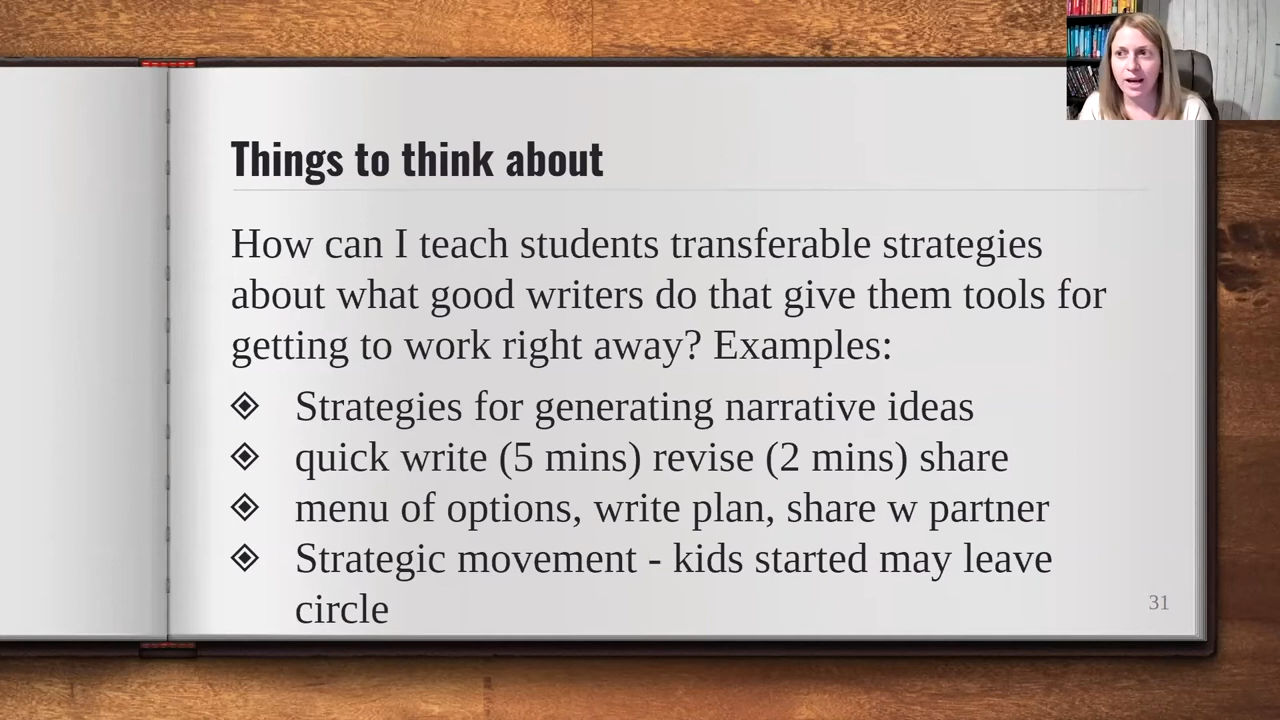 Things to think about
How can I teach students transferable strategies
about what good writers do that give them tools for
getting to work right away? Examples:
Strategies for generating narrative ideas
quick write (5 mins) revise (2 mins) share
menu of options, write plan, share w partner
Strategic movement - kids started may leave
circle
31